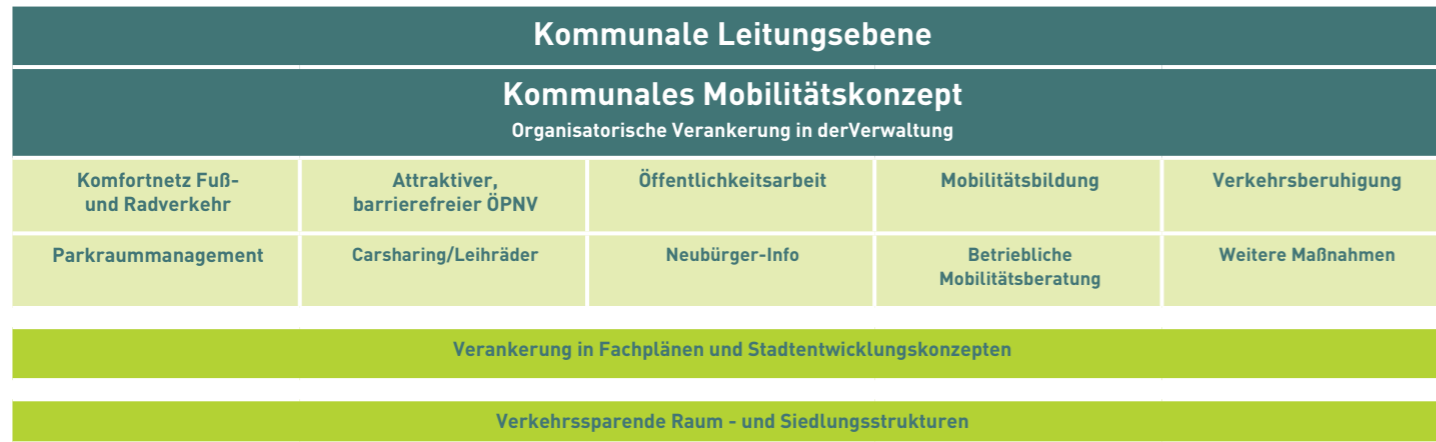 Kommunale Leitungsebene
Kommunales Mobilitätskonzept
Organisatorische Verankerung in derVerwaltung
Komfortnetz Fuß-
und Radverkehr
Attraktiver,
barrierefreier ÖPNV
Öffentlichkeitsarbeit
Mobilitätsbildung
Verkehrsberuhigung
Parkraummanagement
Carsharing/Leihräder
Neubürger-Info
Betriebliche
Mobilitätsberatung
Weitere Maßnahmen
Verankerung in Fachplänen und Stadtentwicklungskonzepten
Verkehrssparende Raum - und Siedlungsstrukturen